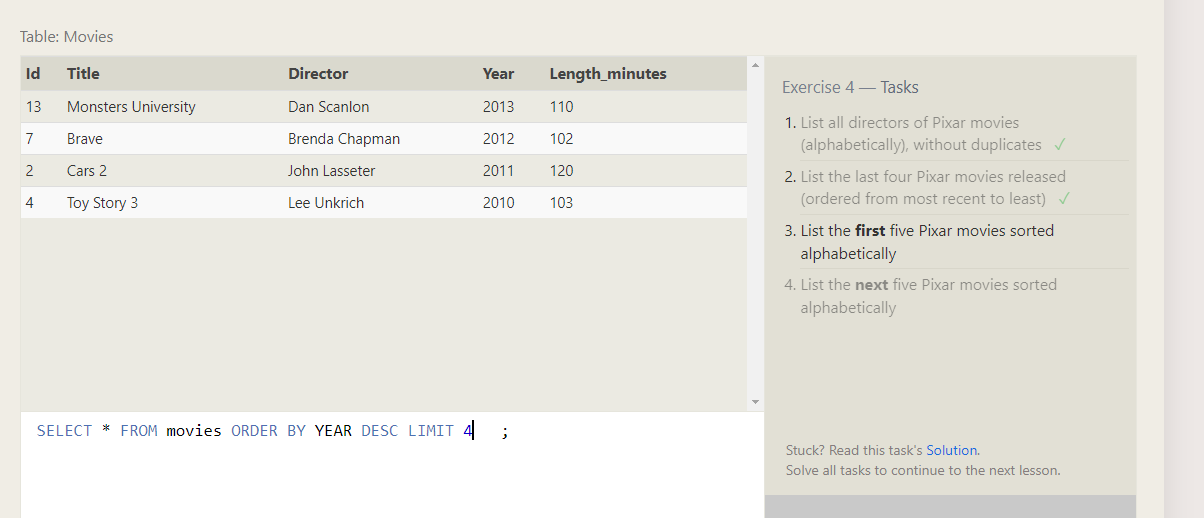 Table: Movies
Id Title Director Year Length_minutes
13 Monsters University Dan Scanlon 2013 110
7 Brave Brenda Chapman 2012 102
2 Cars 2 John Lasseter 2011 120
4 Toy Story 3 Lee Unkrich 2010 103
SELECT * FROM movies ORDER BY YEAR DESC LIMIT 4 ;
Exercise 4 — Tasks
1. List all directors of Pixar movies
(alphabetically), without duplicates ✓
2. List the last four Pixar movies released
(ordered from most recent to least) ✓
3. List the first five Pixar movies sorted
alphabetically
4. List the next five Pixar movies sorted
alphabetically
Stuck? Read this task's Solution.
Solve all tasks to continue to the next lesson.